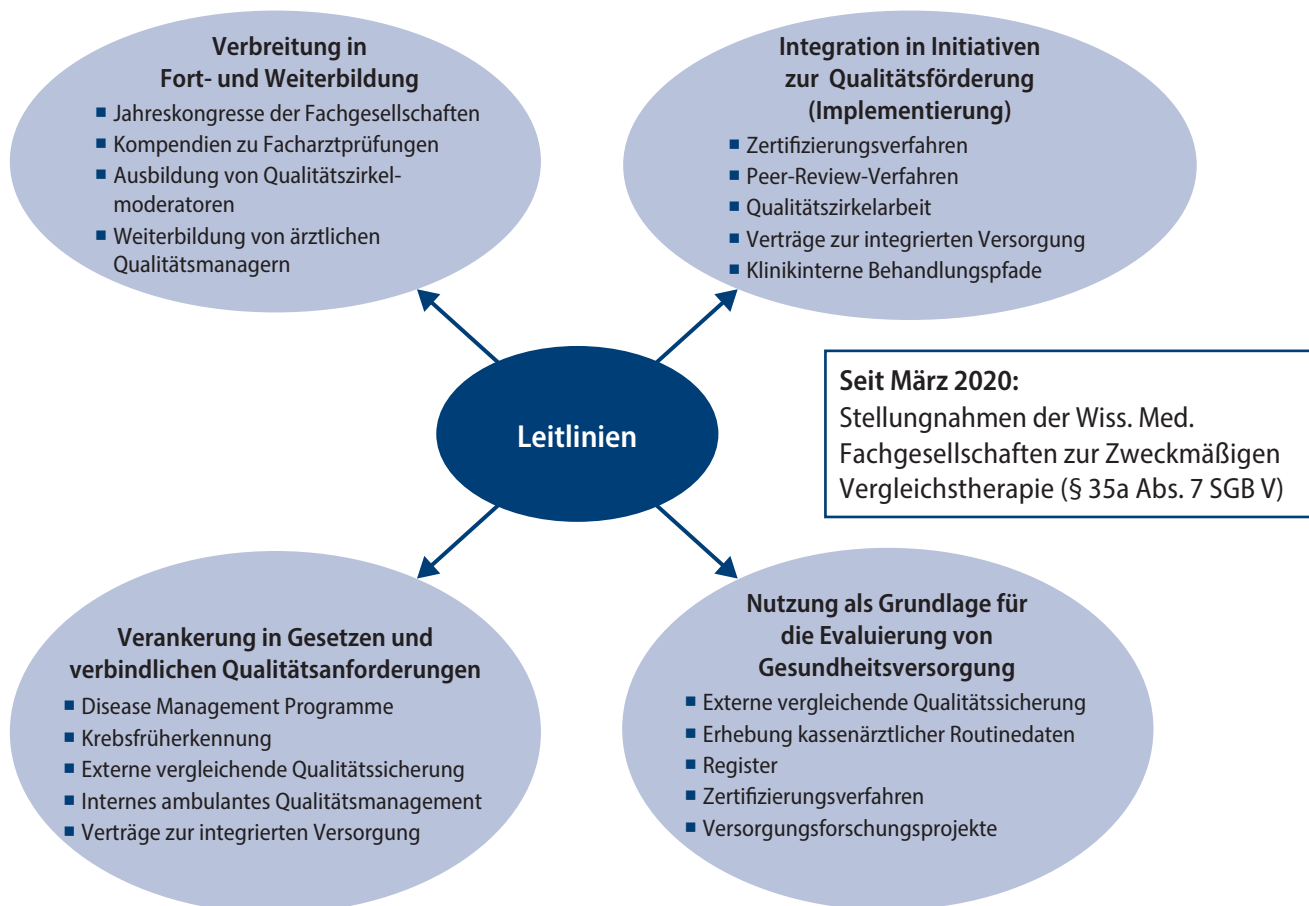 Verbreitung in
Fort- und Weiterbildung
■ Jahreskongresse der Fachgesellschaften
■ Kompendien zu Facharztprüfungen
■ Ausbildung von Qualitätszirkel-
moderatoren
■ Weiterbildung von ärztlichen
Qualitätsmanagern
Integration in Initiativen
zur Qualitätsförderung
(Implementierung)
■ Zertifizierungsverfahren
■ Peer-Review-Verfahren
■ Qualitätszirkelarbeit
■ Verträge zur integrierten Versorgung
■ Klinikinterne Behandlungspfade
Leitlinien
Seit März 2020:
Stellungnahmen der Wiss. Med.
Fachgesellschaften zur Zweckmäßigen
Vergleichstherapie (§ 35a Abs. 7 SGB V)
Verankerung in Gesetzen und
verbindlichen Qualitätsanforderungen
■ Disease Management Programme
■ Krebsfrüherkennung
■ Externe vergleichende Qualitätssicherung
■ Internes ambulantes Qualitätsmanagement
■ Verträge zur integrierten Versorgung
Nutzung als Grundlage für
die Evaluierung von
Gesundheitsversorgung
■ Externe vergleichende Qualitätssicherung
■ Erhebung kassenärztlicher Routinedaten
■ Register
■ Zertifizierungsverfahren
■ Versorgungsforschungsprojekte